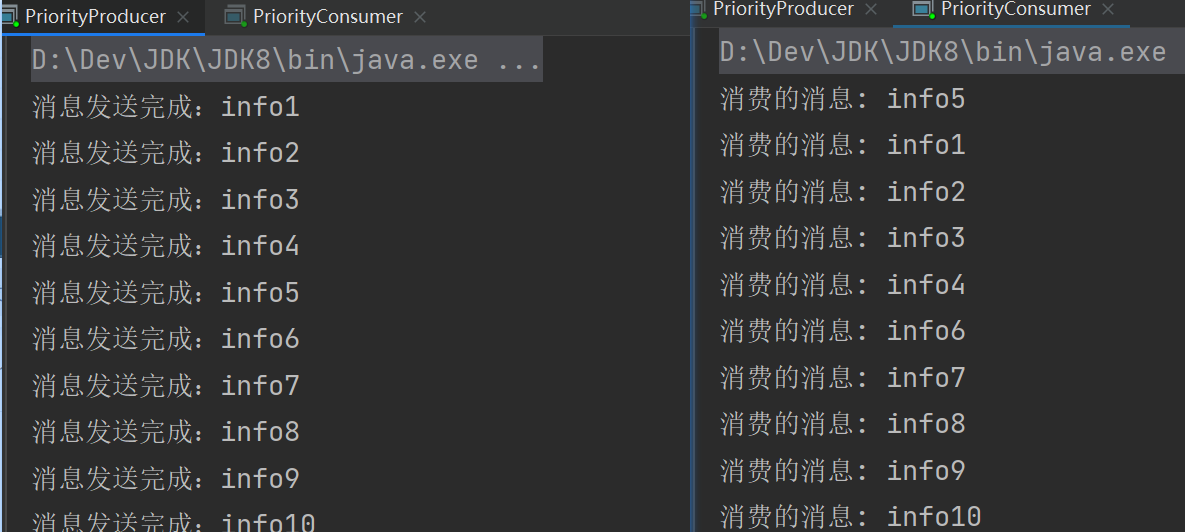 PriorityProducer × PriorityConsumer ×
D:\Dev\JDK\JDK8\bin\java.exe ...
消息发送完成：info1
消息发送完成：info2
消息发送完成：info3
消息发送完成：info4
消息发送完成：info5
消息发送完成：info6
消息发送完成：info7
消息发送完成：info8
消息发送完成：info9
消息发送完成：info10
PriorityProducer × PriorityConsumer ×
D:\Dev\JDK\JDK8\bin\java.exe
消费的消息: info5
消费的消息: info1
消费的消息: info2
消费的消息: info3
消费的消息: info4
消费的消息: info6
消费的消息: info7
消费的消息: info8
消费的消息: info9
消费的消息: info10